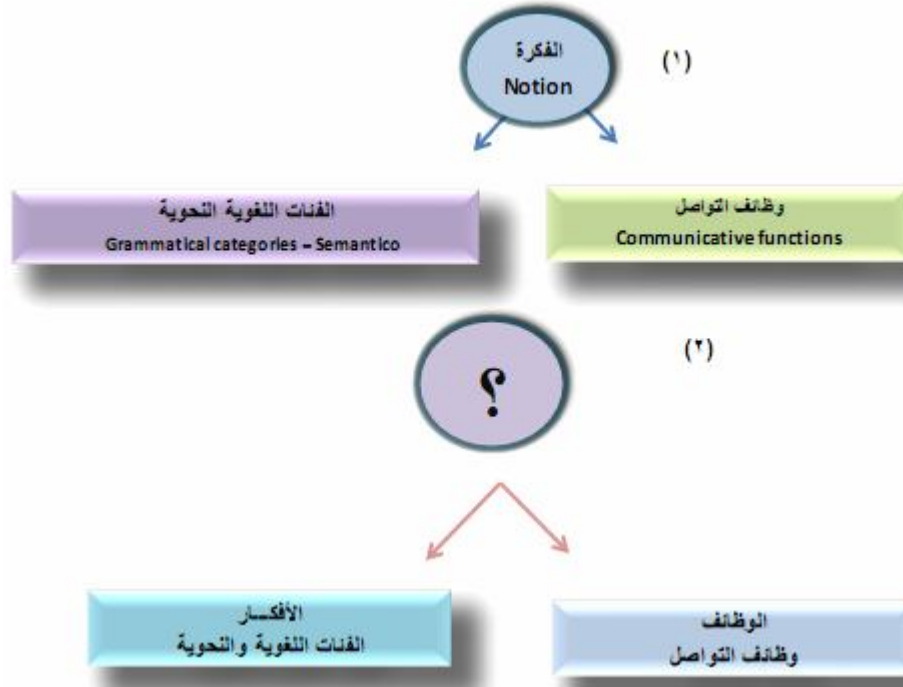 الفكرة
Notion
(١)
وظائف التواصل
Communicative functions
الفئات اللغوية النحوية
Grammatical categories – Semantico
(٢)
؟
الوظائف
وظائف التواصل
الأفكـــار
الفئات اللغوية والنحوية